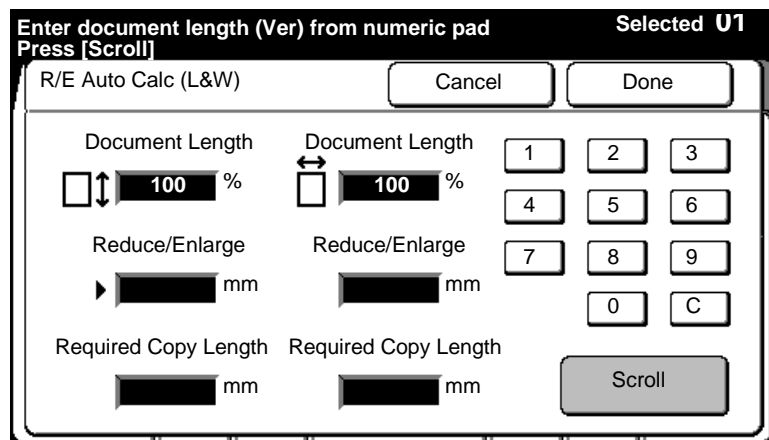 Enter document length (Ver) from numeric pad Selected 01
Press [Scroll]
R/E Auto Calc (L&W) Cancel Done
Document Length Document Length
100 % 100 %
1 2 3
4 5 6
Reduce/Enlarge Reduce/Enlarge
7 8 9
mm mm
0 C
Required Copy Length Required Copy Length
mm mm
Scroll